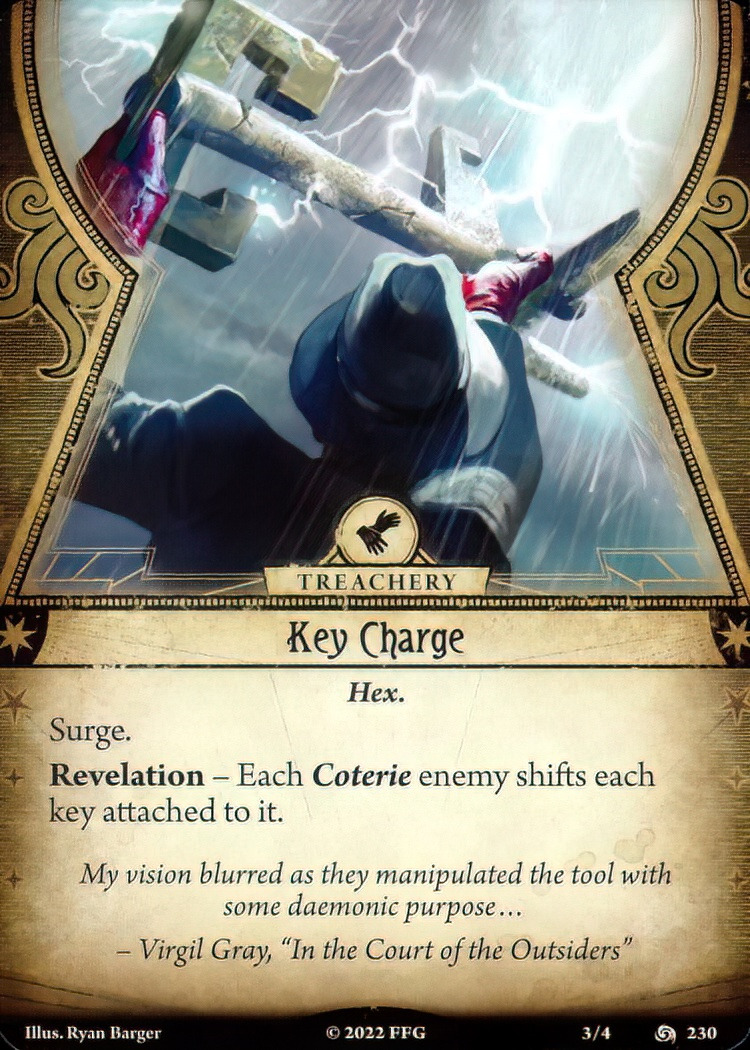 TREACHERY
Key Charge
Hex.
Surge.
Revelation – Each Coterie enemy shifts each
key attached to it.
My vision blurred as they manipulated the tool with
some daemonic purpose…
– Virgil Gray, “In the Court of the Outsiders”
Illus. Ryan Barger © 2022 FFG 3/4 230